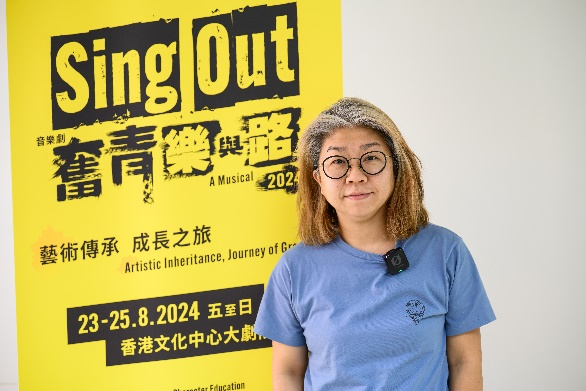 Sing Out
音樂劇
奮青樂與路
A Musical 2024
藝術傳承 成長之旅
Artistic Inheritance, Journey of
23-25.8.2024 五至日
香港文化中心大劇
Character Education